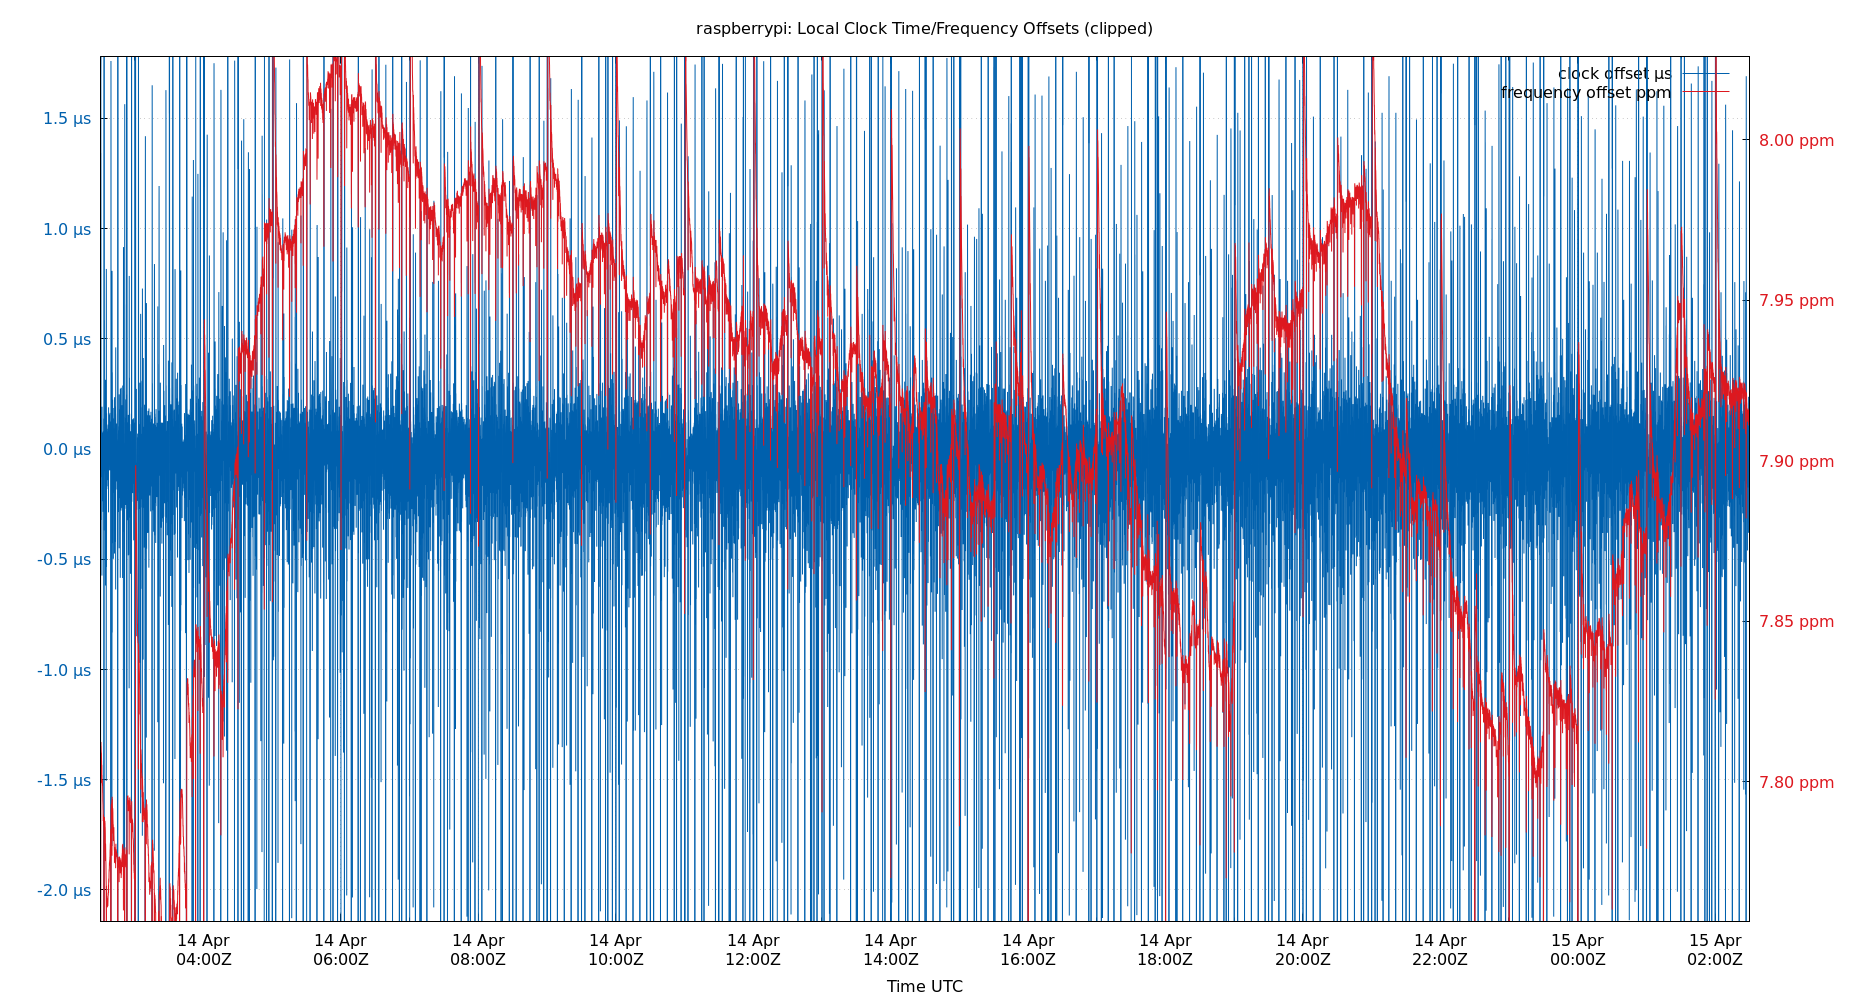 raspberrypi: Local Clock Time/Frequency Offsets (clipped)
clock offset µs
frequency offset ppm
1.5 µs
1.0 µs
0.5 µs
0.0 µs
-0.5 µs
-1.0 µs
-1.5 µs
-2.0 µs
8.00 ppm
7.95 ppm
7.90 ppm
7.85 ppm
7.80 ppm
14 Apr 14 Apr 14 Apr 14 Apr 14 Apr 14 Apr 14 Apr 14 Apr 14 Apr 14 Apr 15 Apr 15 Apr
04:00Z 06:00Z 08:00Z 10:00Z 12:00Z 14:00Z 16:00Z 18:00Z 20:00Z 22:00Z 00:00Z 02:00Z
Time UTC